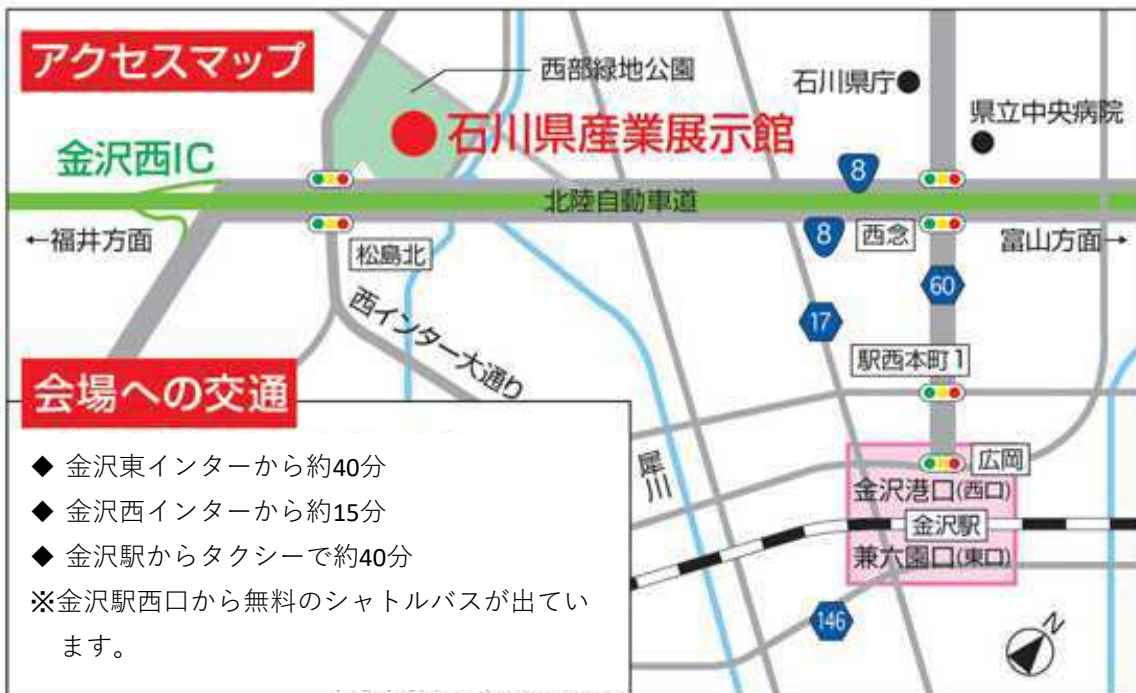 アクセスマップ
西部緑地公園
石川県庁
県立中央病院
石川県産業展示館
金沢西IC
8
北陸自動車道
←福井方面
8
西念
富山方面→
松島北
60
17
西インター大通り
駅西本町1
会場への交通
◆ 金沢東インターから約40分
◆ 金沢西インターから約15分
◆ 金沢駅からタクシーで約40分
※金沢駅西口から無料のシャトルバスが出てい
ます。
犀川
広岡
金沢港口(西口)
金沢駅
兼六園口(東口)
146
N